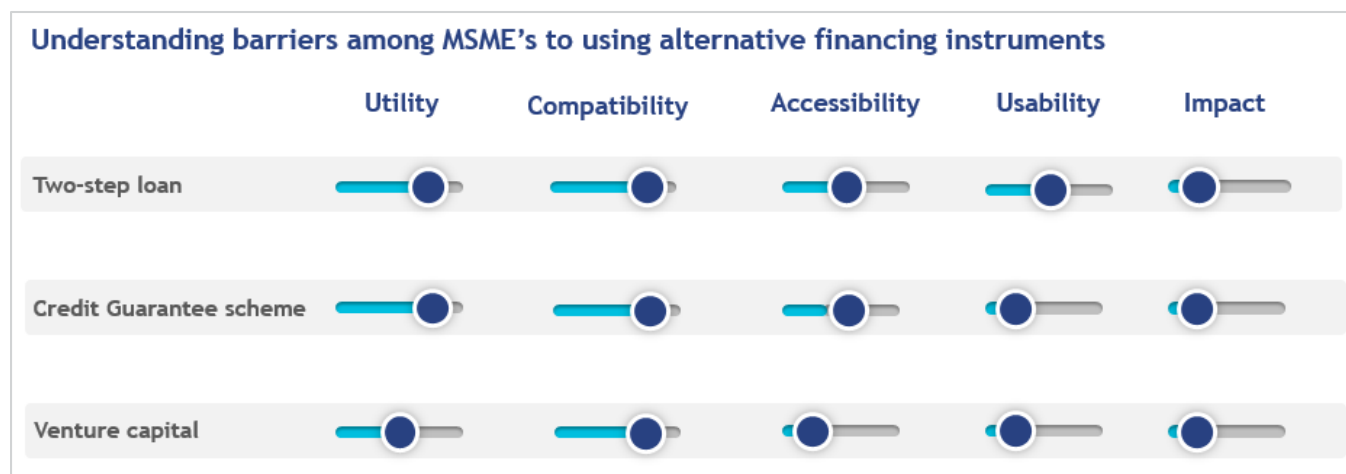 Understanding barriers among MSME's to using alternative financing instruments
Utility Compatibility Accessibility Usability Impact
Two-step loan
Credit Guarantee scheme
Venture capital